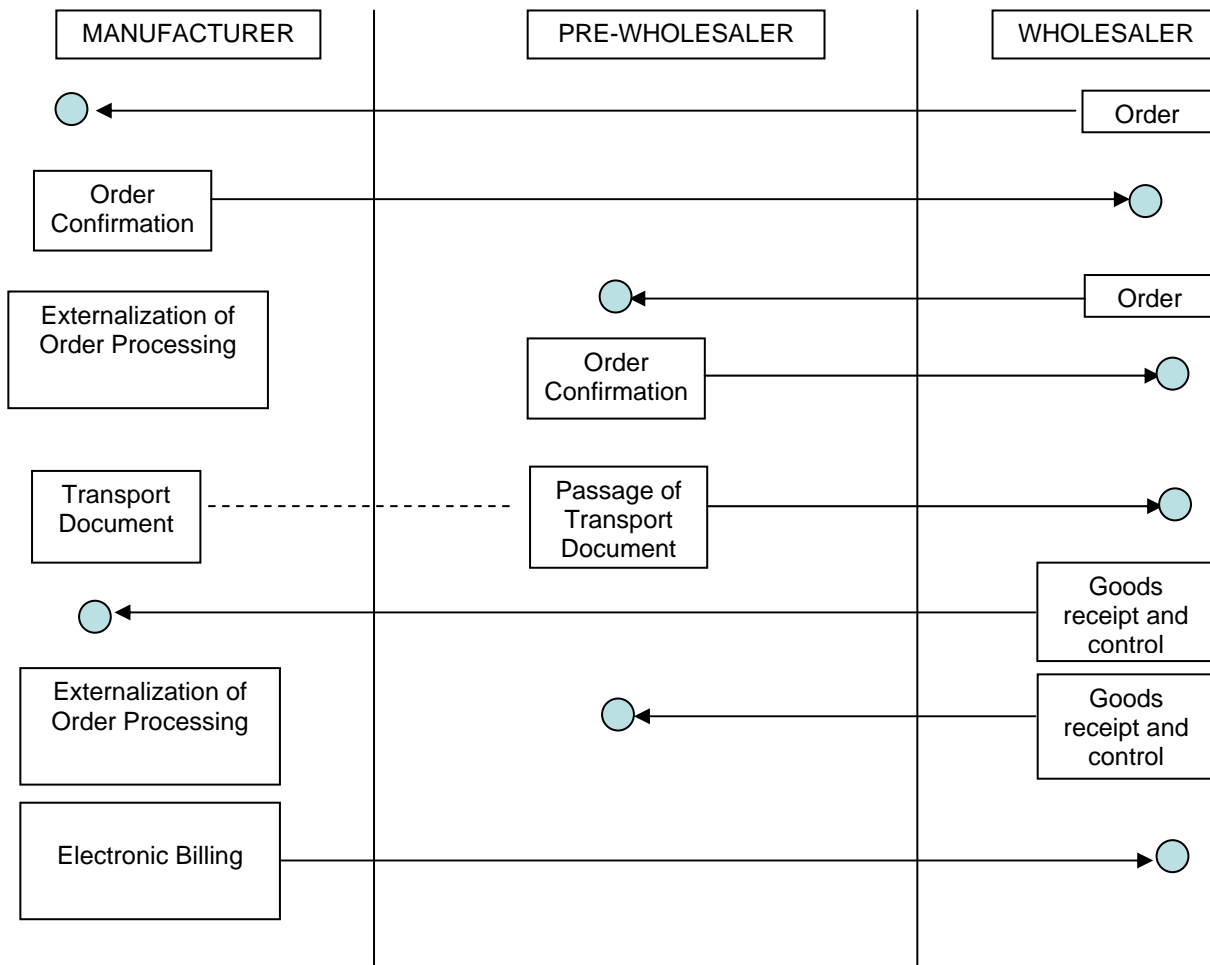 MANUFACTURER
PRE-WHOLESALER
WHOLESALER
Order
Order
Confirmation
Order
Externalization of
Order Processing
Order
Confirmation
Transport
Document
Passage of
Transport
Document
Goods
receipt and
control
Externalization of
Order Processing
Goods
receipt and
control
Electronic Billing